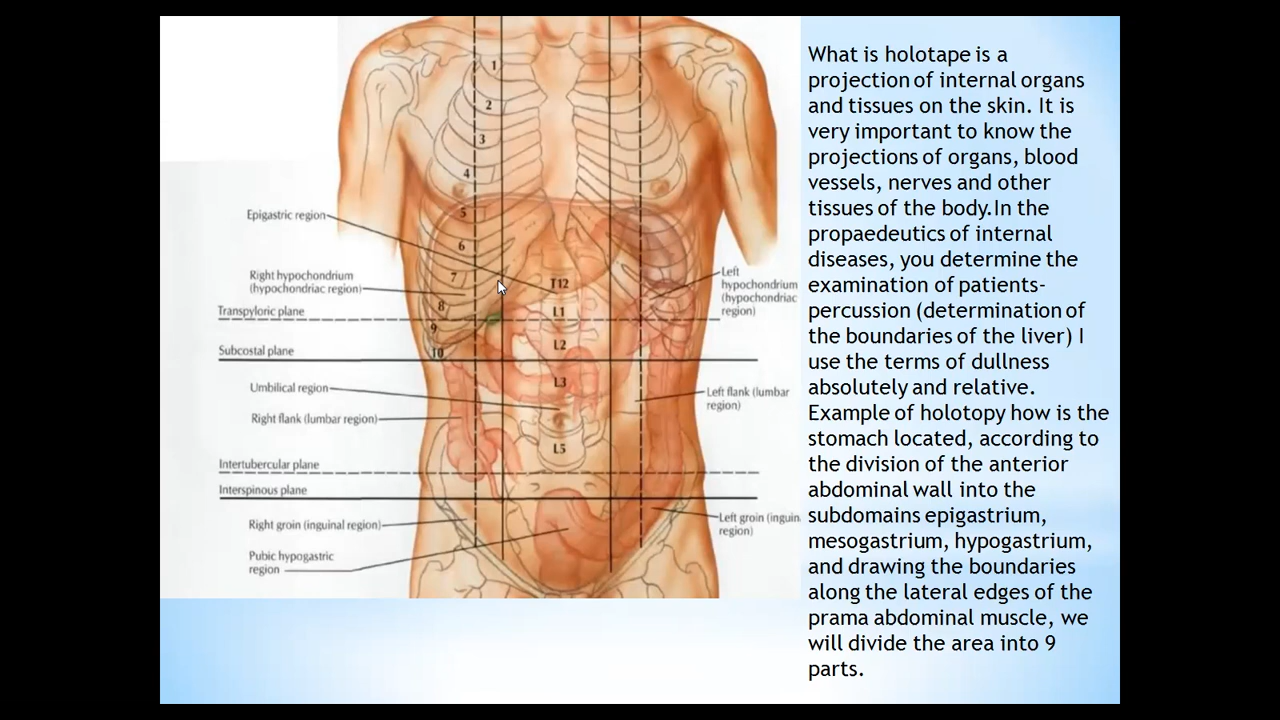 1
2
3
4
5
6
7
8
9
10
T12
L1
L2
L3
L5
Epigastric region
Right hypochondrium
(hypochondriac region)
Transpyloric plane
Subcostal plane
Umbilical region
Right flank (lumbar region)
Intertubercular plane
Interspinous plane
Right groin (inguinal region)
Pubic hypogastric
region
Left
hypochondrium
(hypochondriac
region)
Left flank (lumbar
region)
Left groin (inguin
region)
What is holotape is a
projection of internal organs
and tissues on the skin. It is
very important to know the
projections of organs, blood
vessels, nerves and other
tissues of the body.In the
propaedeutics of internal
diseases, you determine the
examination of patients-
percussion (determination of
the boundaries of the liver) I
use the terms of dullness
absolutely and relative.
Example of holotopy how is the
stomach located, according to
the division of the anterior
abdominal wall into the
subdomains epigastrium,
mesogastrium, hypogastrium,
and drawing the boundaries
along the lateral edges of the
prama abdominal muscle, we
will divide the area into 9
parts.